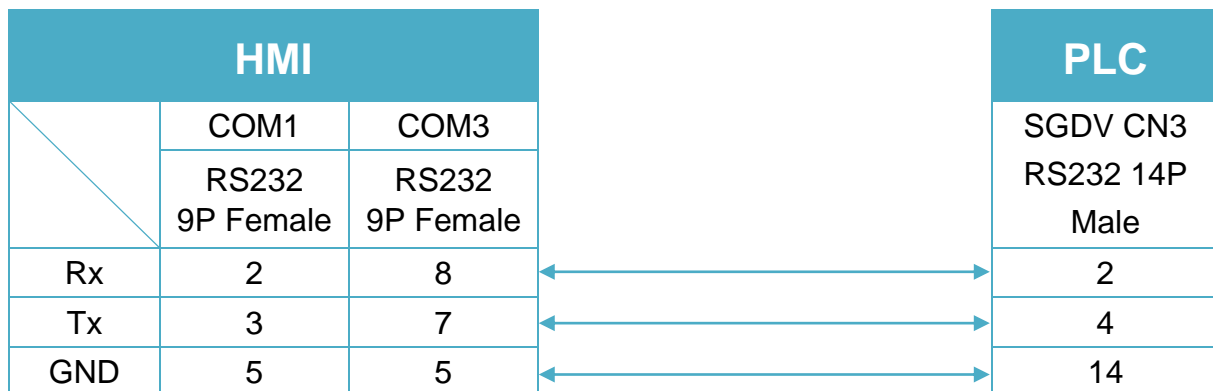 HMI PLC
COM1 COM3 SGDV CN3
RS232 RS232 RS232 14P
9P Female 9P Female Male
Rx 2 8 2
Tx 3 7 4
GND 5 5 14